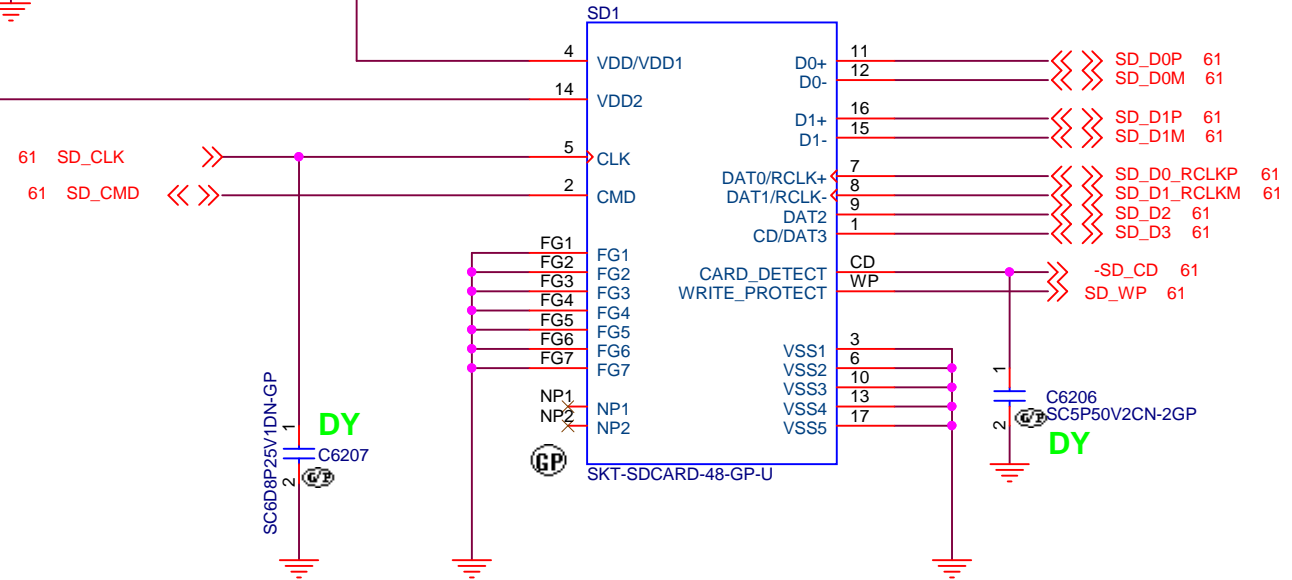 SD1
4 VDD/VDD1
14 VDD2
61 SD_CLK 5 CLK
61 SD_CMD 2 CMD
FG1 FG1
FG2 FG2
FG3 FG3
FG4 FG4
FG5 FG5
FG6 FG6
FG7 FG7
NP1 NP1
NP2 NP2
D0+ 11 SD_D0P 61
D0- 12 SD_D0M 61
D1+ 16 SD_D1P 61
D1- 15 SD_D1M 61
DAT0/RCLK+ 7 SD_D0_RCLKP 61
DAT1/RCLK- 8 SD_D1_RCLKM 61
DAT2 9 SD_D2 61
CD/DAT3 1 SD_D3 61
CARD_DETECT CD -SD_CD 61
WRITE_PROTECT WP SD_WP 61
VSS1 3
VSS2 6
VSS3 10
VSS4 13
VSS5 17
GP
SKT-SDCARD-48-GP-U
SC6D8P25V1DN-GP
1
DY
C6207
2
G/P
1
C6206
2
G/P
SC5P50V2CN-2GP
DY